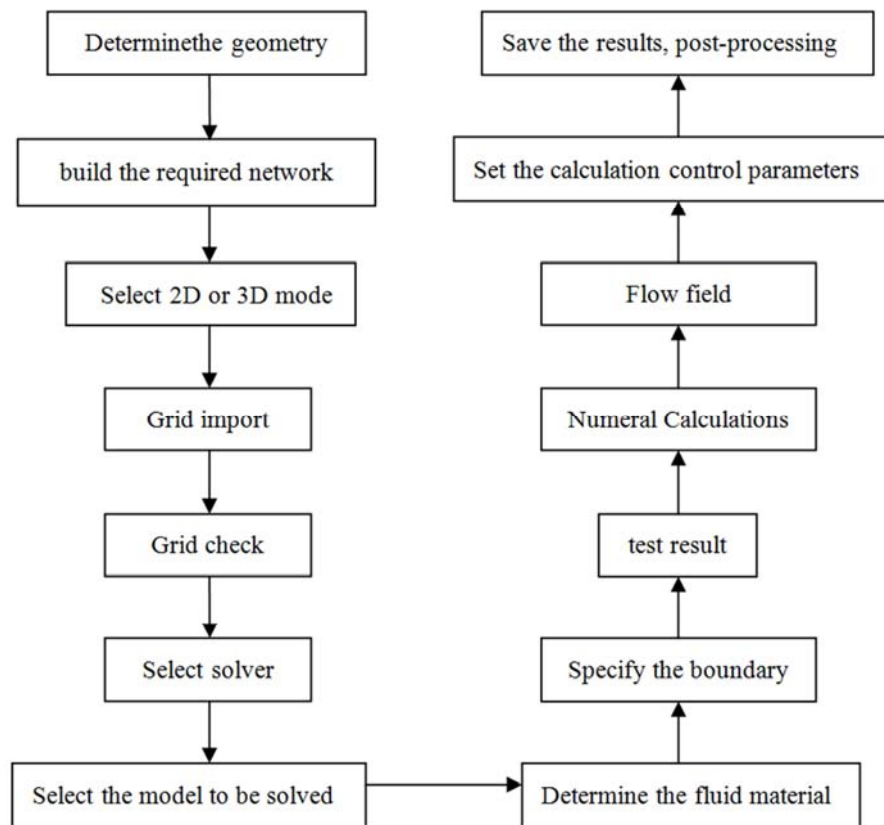 Determinethe geometry
build the required network
Select 2D or 3D mode
Grid import
Grid check
Select solver
Select the model to be solved
Determine the fluid material
Specify the boundary
test result
Numeral Calculations
Flow field
Set the calculation control parameters
Save the results, post-processing